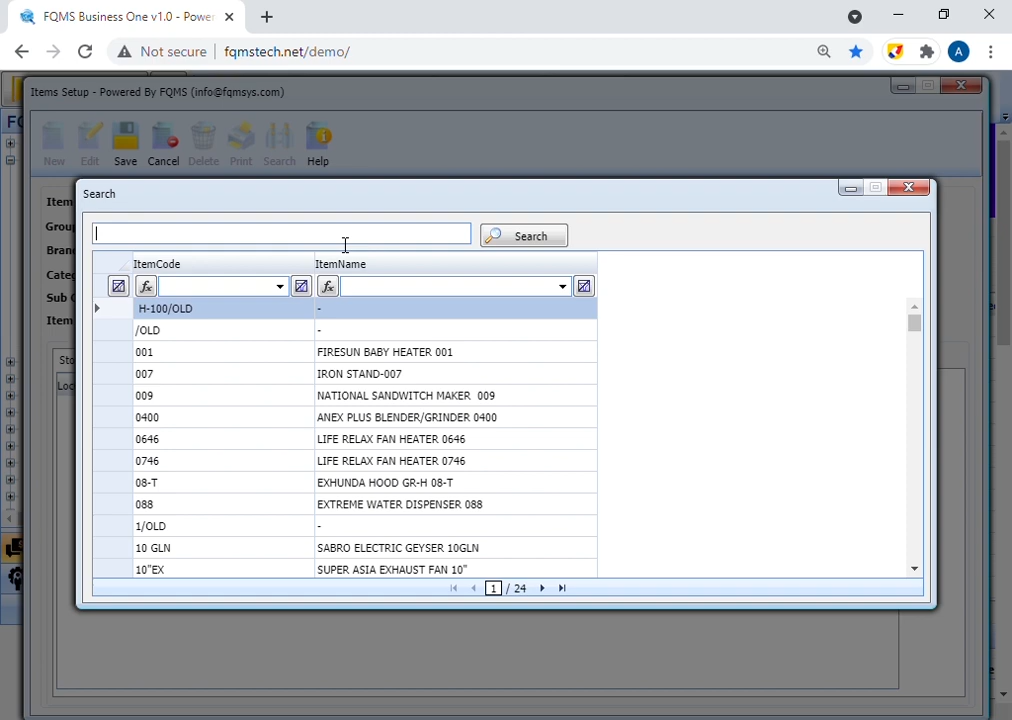 FQMS Business One v1.0 - Power
Not secure fqmstech.net/demo/
A
Items Setup - Powered By FQMS (info@fqmsys.com)
New Edit Save Cancel Delete Print Search Help
Item
Search
Search
ItemCode ItemName
H-100/OLD -
/OLD -
001 FIRESUN BABY HEATER 001
007 IRON STAND-007
009 NATIONAL SANDWITCH MAKER 009
0400 ANEX PLUS BLENDER/GRINDER 0400
0646 LIFE RELAX FAN HEATER 0646
0746 LIFE RELAX FAN HEATER 0746
08-T EXHUNDA HOOD GR-H 08-T
088 EXTREME WATER DISPENSER 088
1/OLD -
10 GLN SABRO ELECTRIC GEYSER 10GLN
10"EX SUPER ASIA EXHAUST FAN 10"
1 / 24
Sub
Item